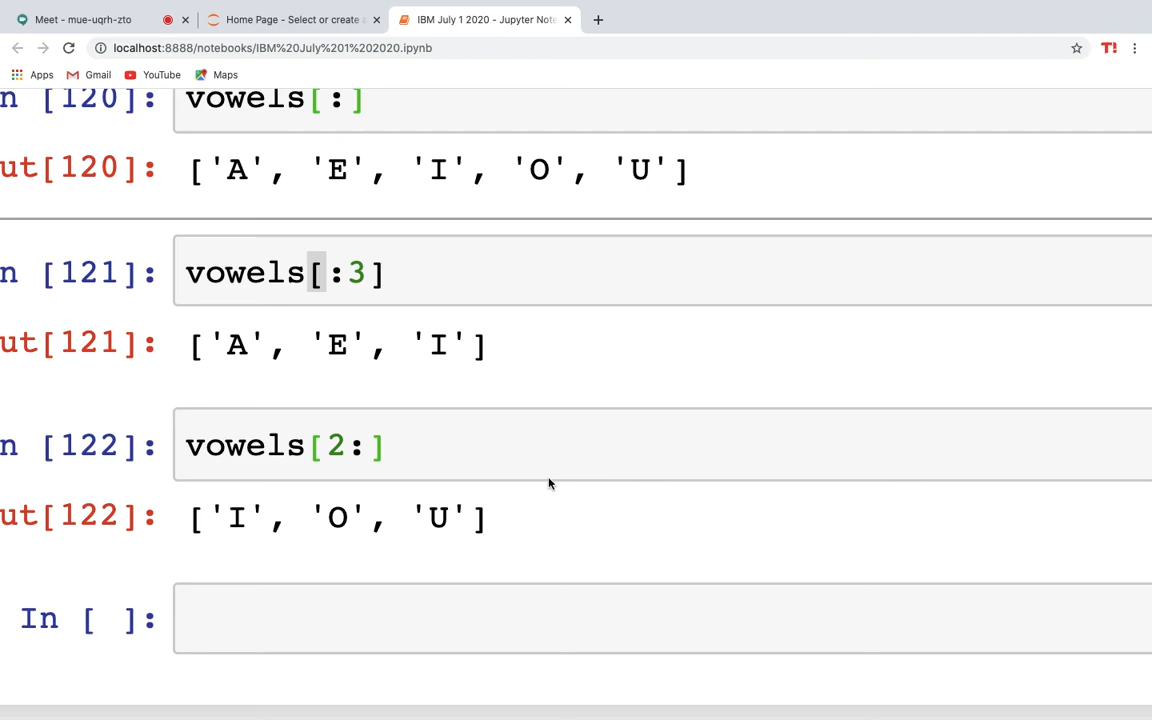 Meet - mue-uqrh-zto
Home Page - Select or create a
IBM July 1 2020 - Jupyter Note
localhost:8888/notebooks/IBM%20July%201%202020.ipynb
T!
Apps Gmail YouTube Maps
n [120]: vowels[:]
ut[120]: ['A', 'E', 'I', 'O', 'U']
n [121]: vowels[:3]
ut[121]: ['A', 'E', 'I']
n [122]: vowels[2:]
ut[122]: ['I', 'O', 'U']
In [ ]: